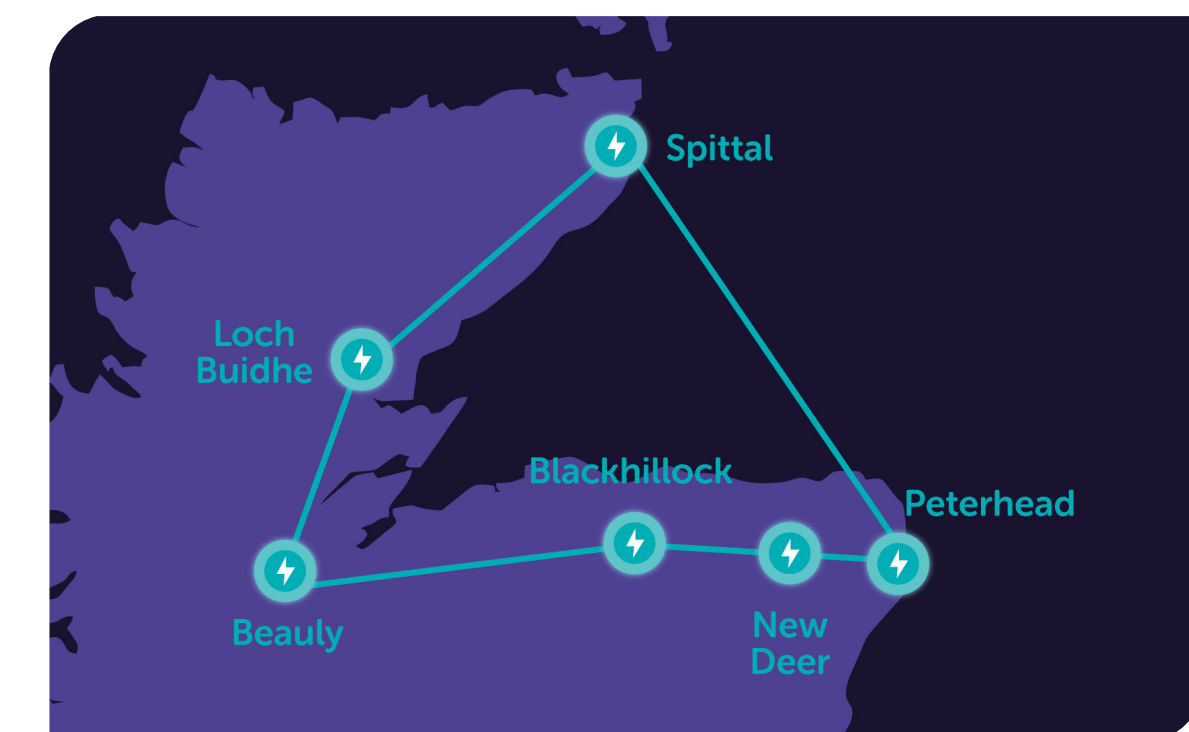 Spittal
Loch
Buidhe
Blackhillock
Peterhead
New
Deer
Beauly